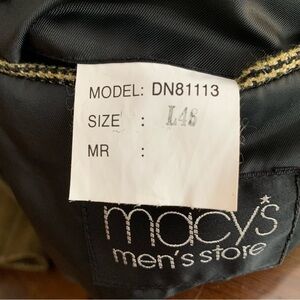 MODEL: DN81113
SIZE : L48
MR :
macy's
men's store